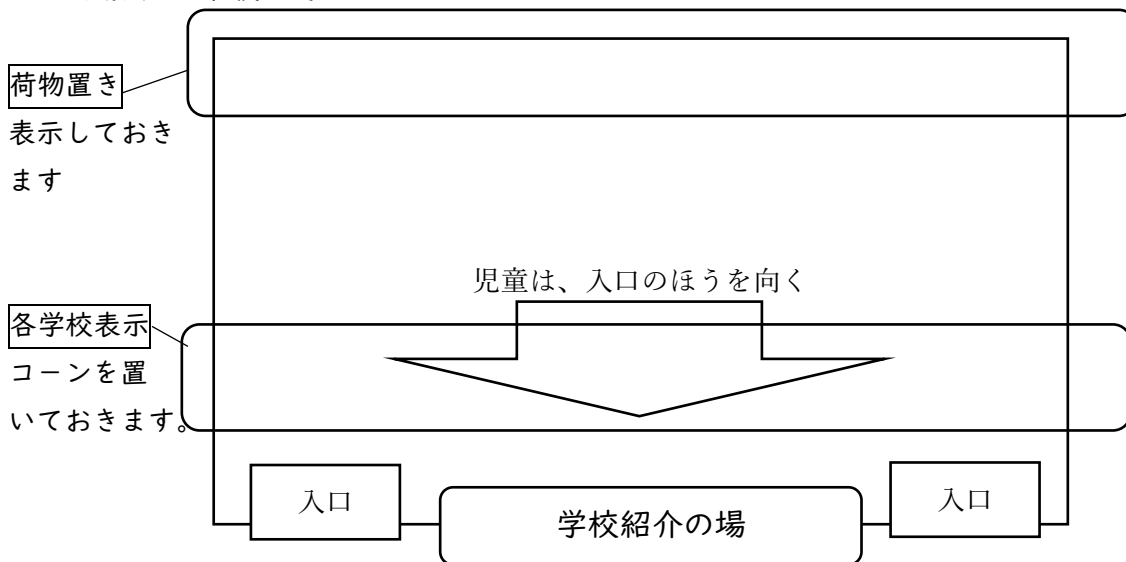 荷物置き
表示しておき
ます
児童は、入口のほうを向く
各学校表示
コーンを置
いておきます。
入口
学校紹介の場
入口